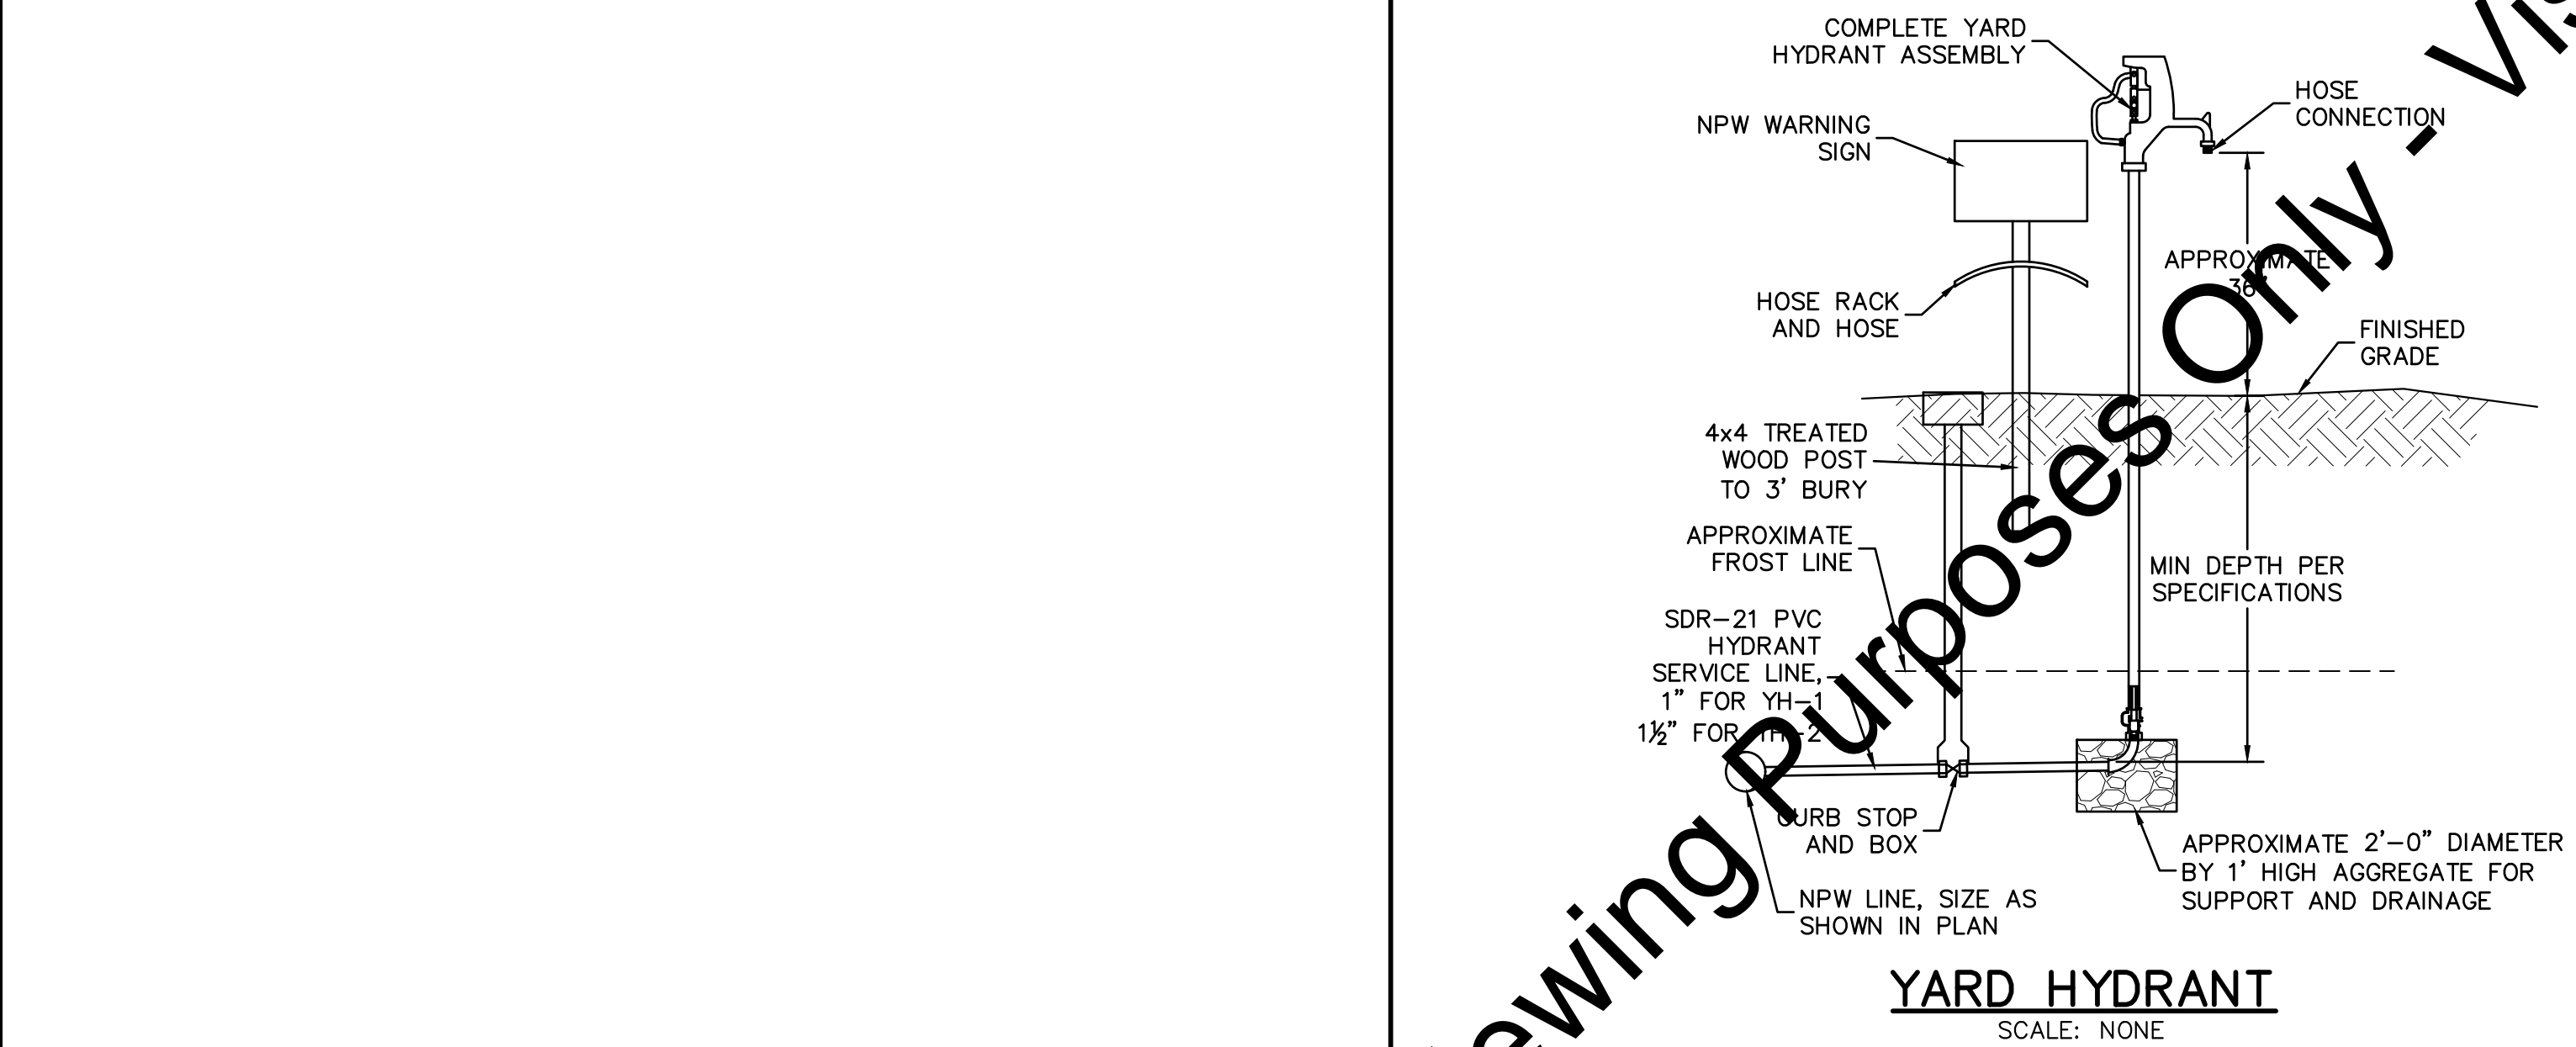 COMPLETE YARD
HYDRANT ASSEMBLY
HOSE
CONNECTION
NPW WARNING
SIGN
APPROXIMATE
36"
HOSE RACK
AND HOSE
FINISHED
GRADE
4x4 TREATED
WOOD POST
TO 3' BURY
APPROXIMATE
FROST LINE
MIN DEPTH PER
SPECIFICATIONS
SDR-21 PVC
HYDRANT
SERVICE LINE,
1" FOR YH-1
1½" FOR YH-2
CURB STOP
AND BOX
APPROXIMATE 2'-0" DIAMETER
BY 1' HIGH AGGREGATE FOR
SUPPORT AND DRAINAGE
NPW LINE, SIZE AS
SHOWN IN PLAN
YARD HYDRANT
SCALE: NONE
ewing Purposes Only - Vis